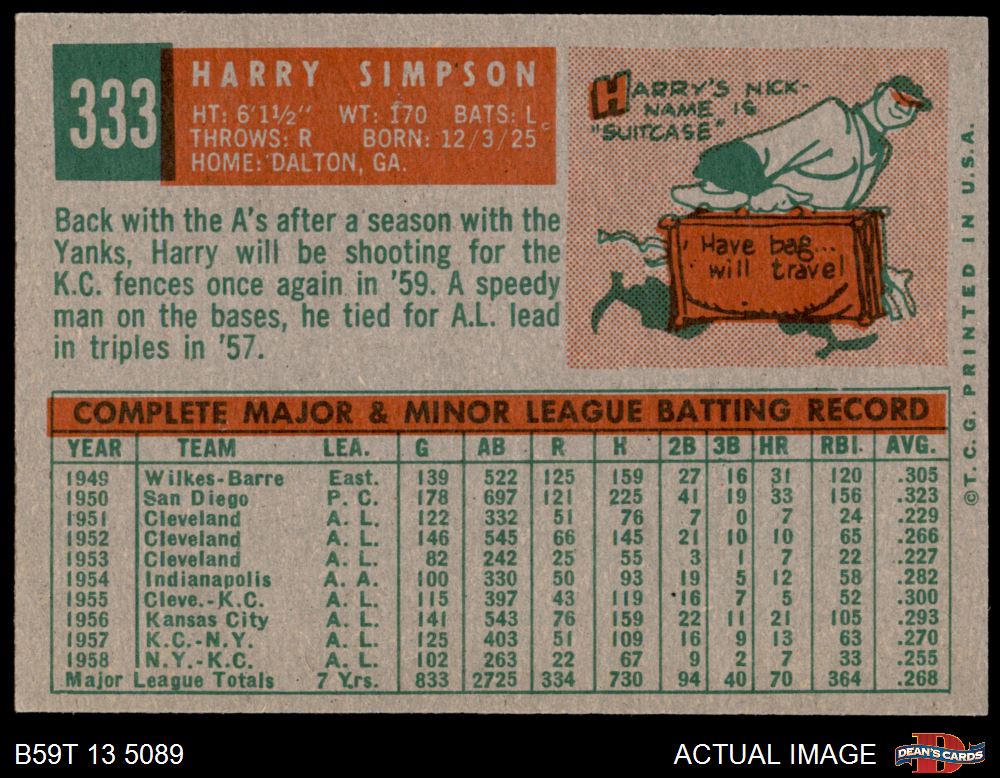 333
HARRY SIMPSON
HT: 6'1½" WT: 170 BATS: L
THROWS: R BORN: 12/3/25
HOME: DALTON, GA.
HARRY'S NICK-
NAME IS
"SUITCASE"
Have bag...
will travel
Back with the A's after a season with the
Yanks, Harry will be shooting for the
K.C. fences once again in '59. A speedy
man on the bases, he tied for A.L. lead
in triples in '57.
COMPLETE MAJOR & MINOR LEAGUE BATTING RECORD
YEAR TEAM LEA. G AB R H 2B 3B HR RBI. AVG.
1949 Wilkes-Barre East. 139 522 125 159 27 16 31 120 .305
1950 San Diego P. C. 178 697 121 225 41 19 33 156 .323
1951 Cleveland A. L. 122 332 51 76 7 0 7 24 .229
1952 Cleveland A. L. 146 545 66 145 21 10 10 65 .266
1953 Cleveland A. L. 82 242 25 55 3 1 7 22 .227
1954 Indianapolis A. A. 100 330 50 93 19 5 12 58 .282
1955 Cleve.-K.C. A. L. 115 397 43 119 16 7 5 52 .300
1956 Kansas City A. L. 141 543 76 159 22 11 21 105 .293
1957 K.C.-N.Y. A. L. 125 403 51 109 16 9 13 63 .270
1958 N.Y.-K.C. A. L. 102 263 22 67 9 2 7 33 .255
Major League Totals 7 Yrs. 833 2725 334 730 94 40 70 364 .268
©T. C. G. PRINTED IN U.S.A.
B59T 13 5089
ACTUAL IMAGE
DEAN'S CARDS